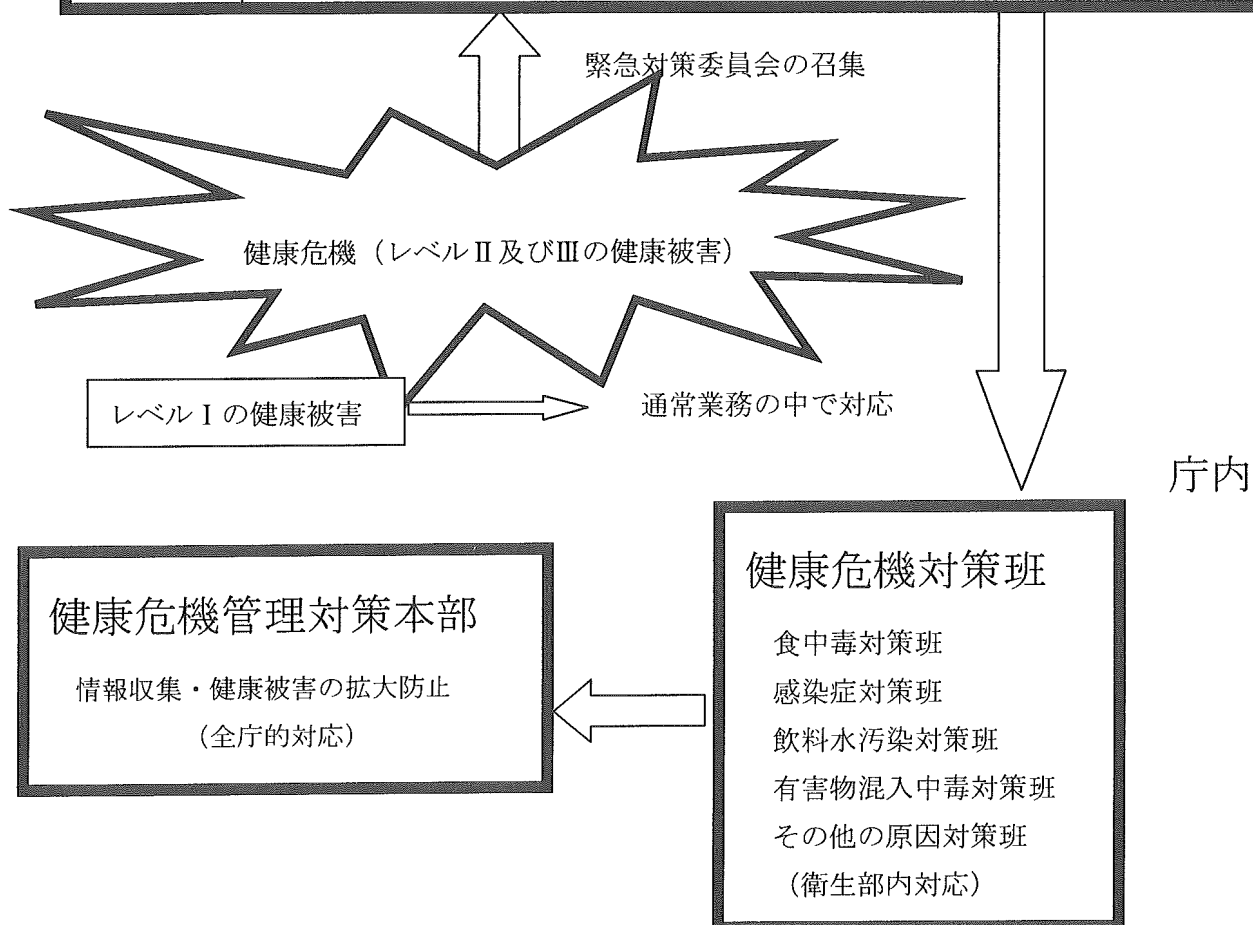 緊急対策委員会の召集
健康危機（レベルⅡ及びⅢの健康被害）
レベルⅠの健康被害
通常業務の中で対応
庁内
健康危機対策班
食中毒対策班
感染症対策班
飲料水汚染対策班
有害物混入中毒対策班
その他の原因対策班
（衛生部内対応）
健康危機管理対策本部
情報収集・健康被害の拡大防止
（全庁的対応）